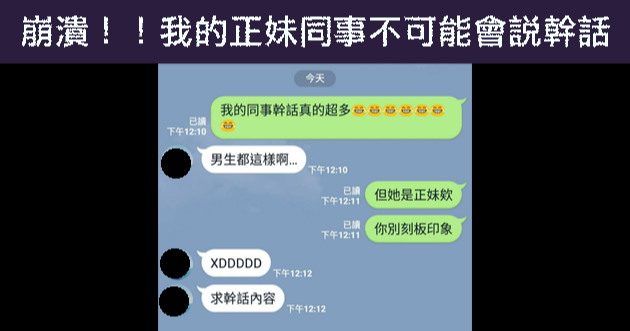 崩潰！！我的正妹同事不可能會説幹話
今天
我的同事幹話真的超多😂😂😂😂😂😂
😂
已讀
下午12:10
男生都這樣啊...
下午12:10
已讀
下午12:11
但她是正妹欸
已讀
下午12:11
你別刻板印象
XDDDDD
下午12:12
求幹話內容
下午12:12